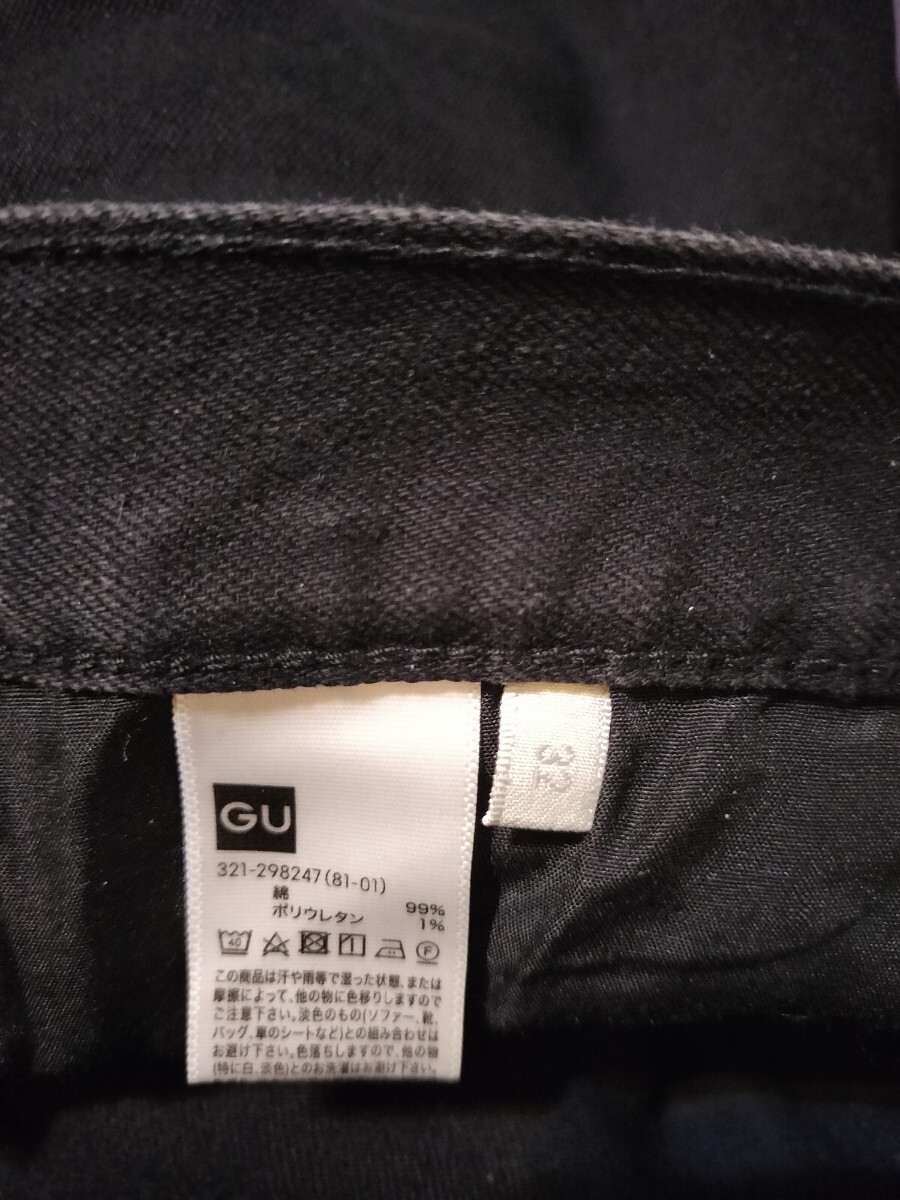 GU
321-298247(81-01)
綿 99%
ポリウレタン 1%
40 F
この商品は汗や雨等で湿った状態、または
摩擦によって、他の物に色移りしますので
ご注意下さい。淡色のもの(ソファー、靴、
バッグ、車のシートなど)との組み合わせは
お避け下さい。色落ちしますので、他の物
(特に白、淡色)とのお洗濯はお避け下さい。
32